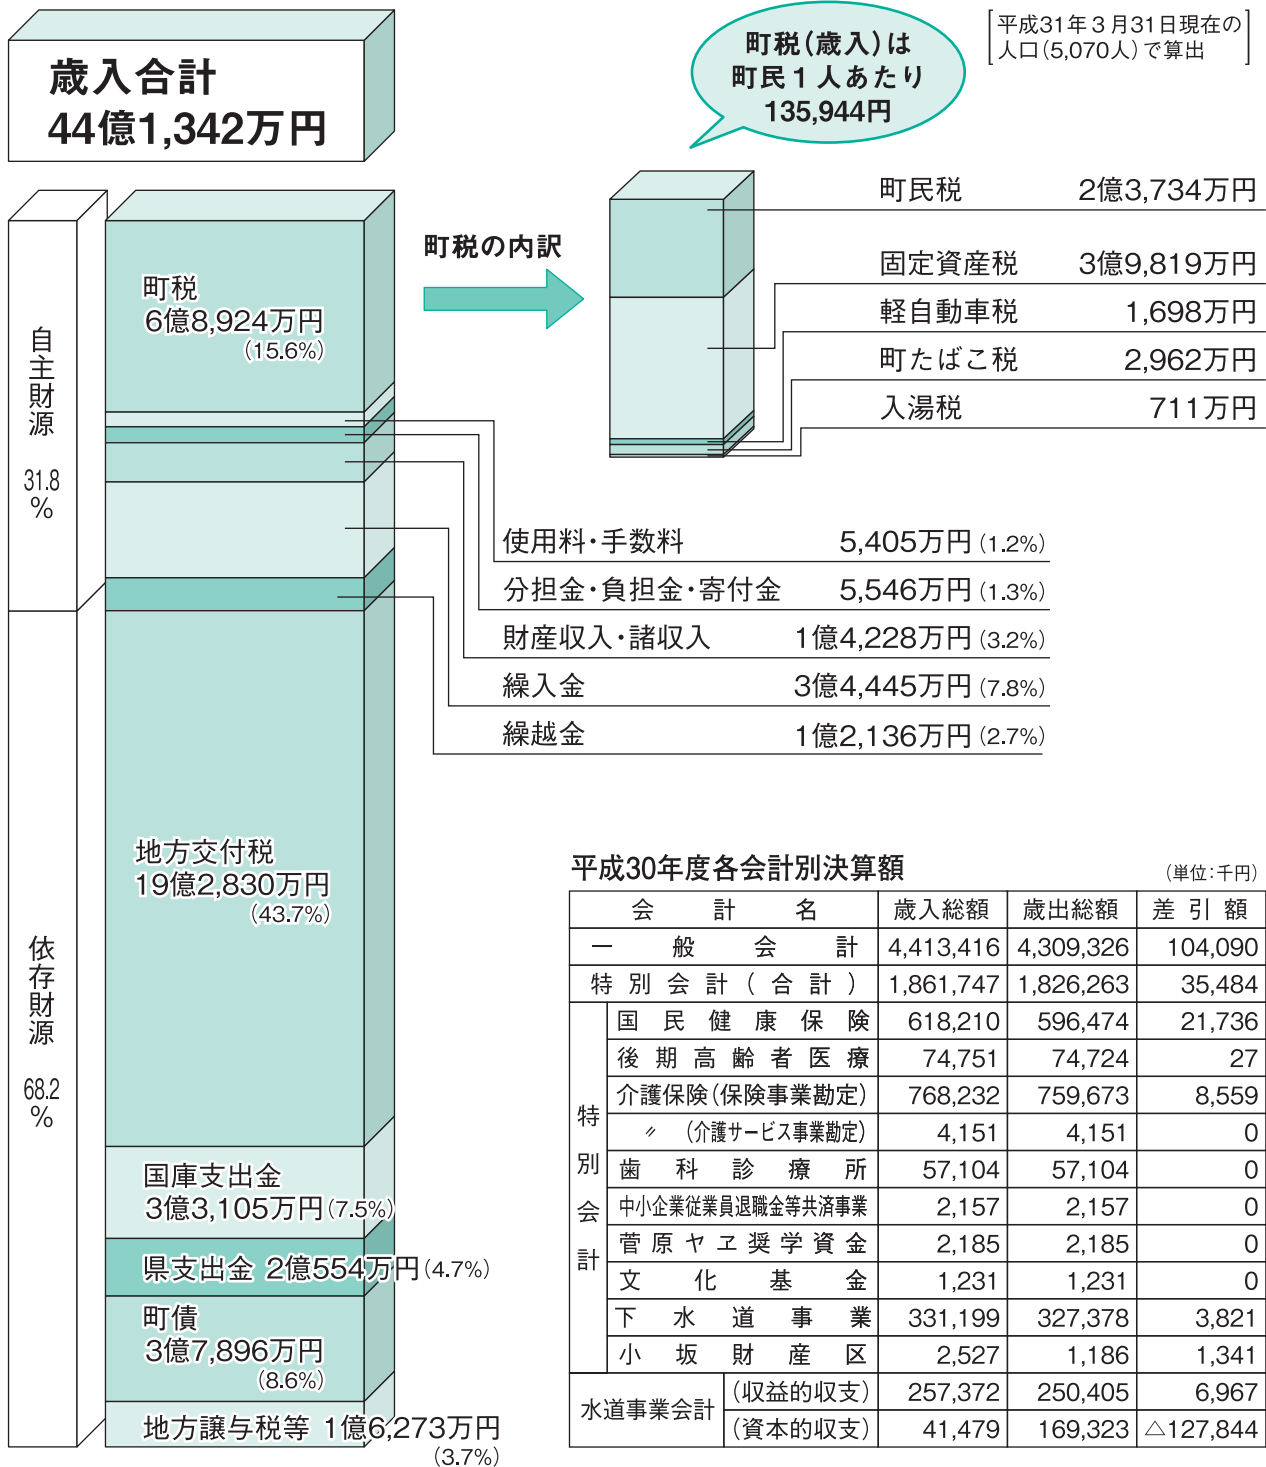 歳入合計
44億1,342万円
町税(歳入)は
町民1人あたり
135,944円
平成31年3月31日現在の
人口(5,070人)で算出
自主財源
31.8
%
依存財源
68.2
%
町税
6億8,924万円
(15.6%)
町税の内訳
町民税 2億3,734万円
固定資産税 3億9,819万円
軽自動車税 1,698万円
町たばこ税 2,962万円
入湯税 711万円
使用料・手数料 5,405万円(1.2%)
分担金・負担金・寄付金 5,546万円(1.3%)
財産収入・諸収入 1億4,228万円(3.2%)
繰入金 3億4,445万円(7.8%)
繰越金 1億2,136万円(2.7%)
地方交付税
19億2,830万円
(43.7%)
国庫支出金
3億3,105万円(7.5%)
県支出金 2億554万円(4.7%)
町債
3億7,896万円
(8.6%)
地方譲与税等 1億6,273万円
(3.7%)
平成30年度各会計別決算額 (単位:千円)
会計名 歳入総額 歳出総額 差引額
一般会計 4,413,416 4,309,326 104,090
特別会計(合計) 1,861,747 1,826,263 35,484
特別会計
国民健康保険 618,210 596,474 21,736
後期高齢者医療 74,751 74,724 27
介護保険(保険事業勘定) 768,232 759,673 8,559
〃 (介護サービス事業勘定) 4,151 4,151 0
歯科診療所 57,104 57,104 0
中小企業従業員退職金等共済事業 2,157 2,157 0
菅原ヤヱ奨学資金 2,185 2,185 0
文化基金 1,231 1,231 0
下水道事業 331,199 327,378 3,821
小坂財産区 2,527 1,186 1,341
水道事業会計
(収益的収支) 257,372 250,405 6,967
(資本的収支) 41,479 169,323 △127,844